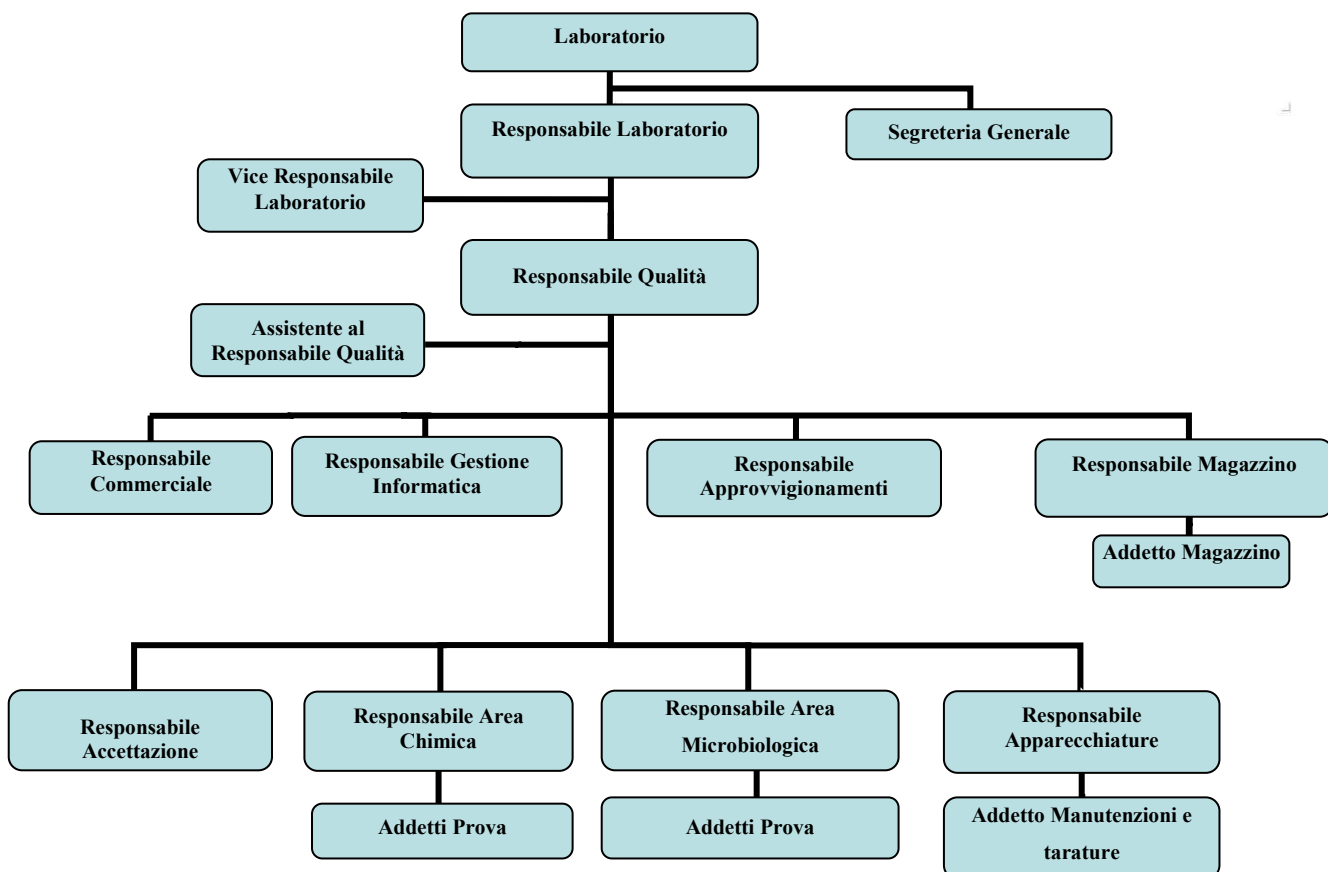 Laboratorio
Responsabile Laboratorio
Segreteria Generale
Vice Responsabile
Laboratorio
Responsabile Qualità
Assistente al
Responsabile Qualità
Responsabile
Commerciale
Responsabile Gestione
Informatica
Responsabile
Approvvigionamenti
Responsabile Magazzino
Addetto Magazzino
Responsabile
Accettazione
Responsabile Area
Chimica
Responsabile Area
Microbiologica
Responsabile
Apparecchiature
Addetti Prova
Addetti Prova
Addetto Manutenzioni e
tarature